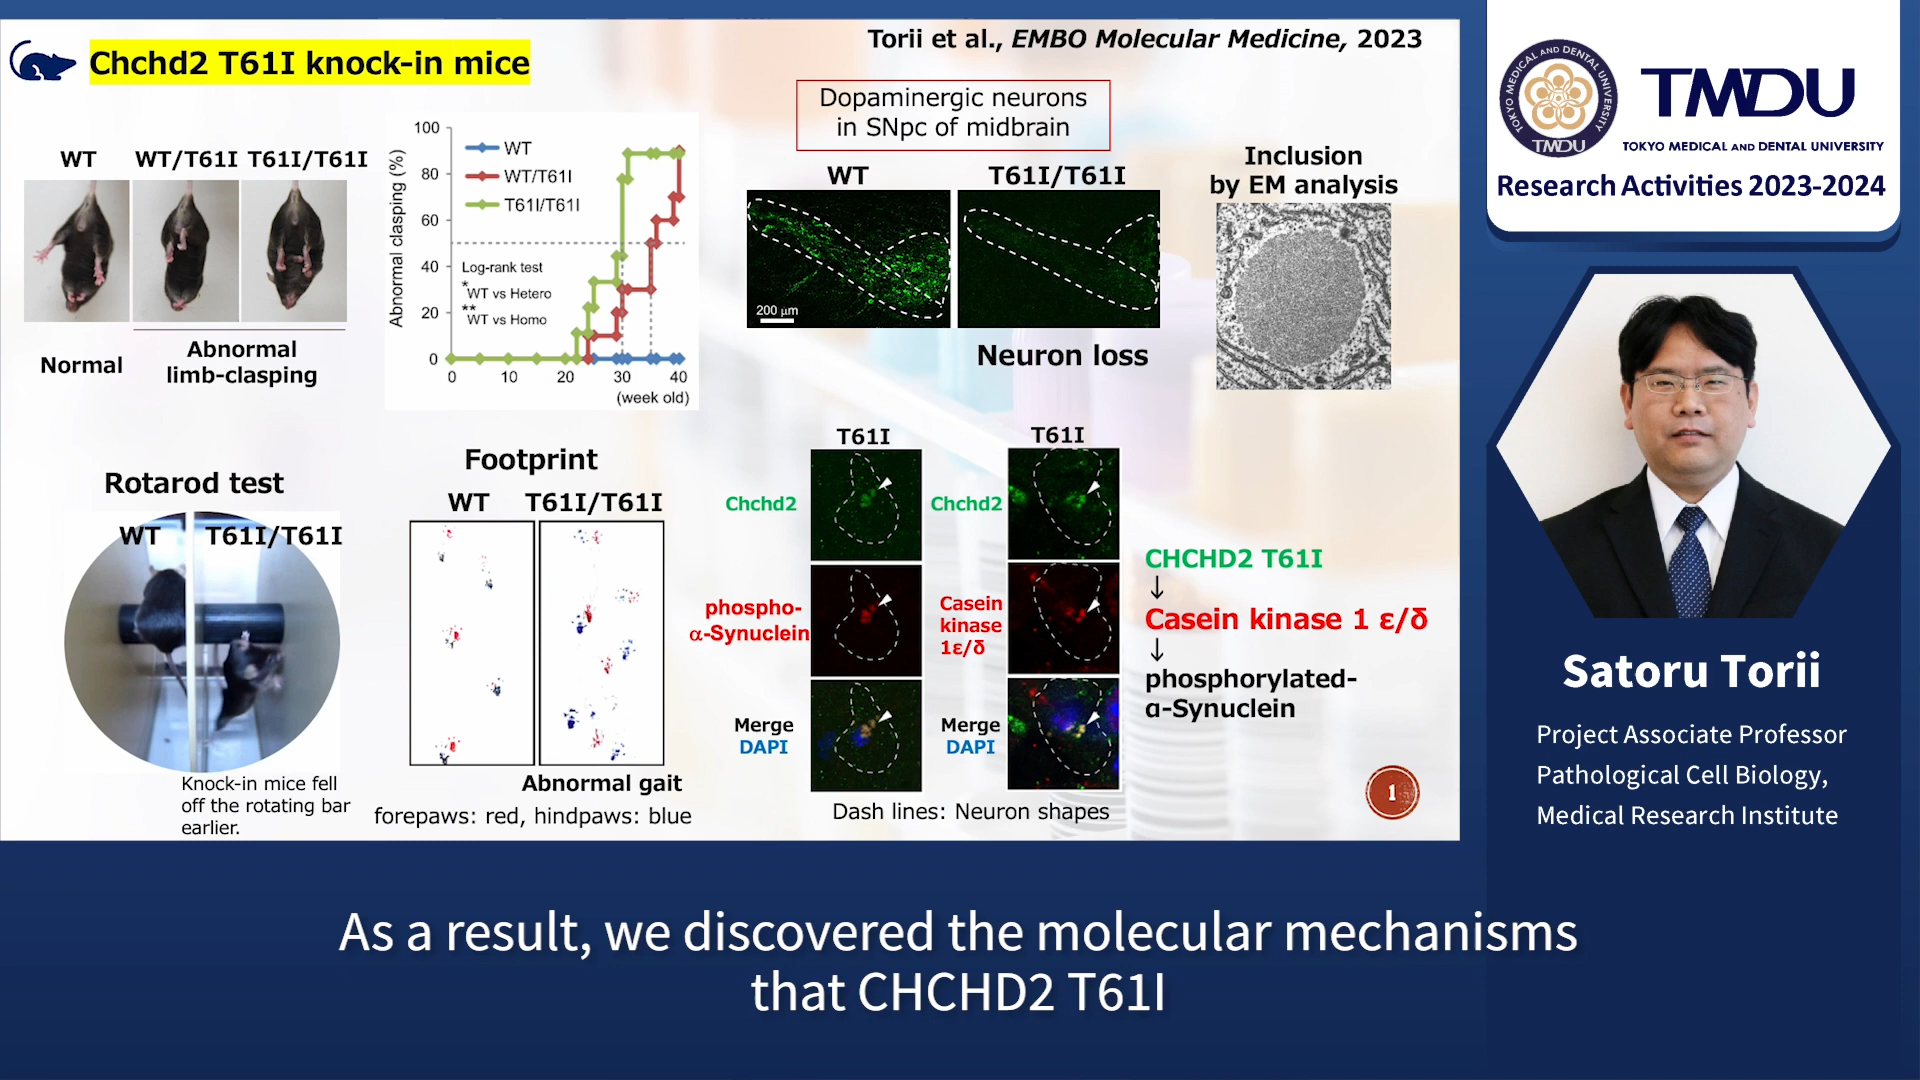 Chchd2 T61I knock-in mice
Torii et al., EMBO Molecular Medicine, 2023
WT
WT/T61I
T61I/T61I
Normal
Abnormal
limb-clasping
Abnormal clasping (%)
100
80
60
40
20
0
WT
WT/T61I
T61I/T61I
Log-rank test
*
WT vs Hetero
**
WT vs Homo
0
10
20
30
40
(week old)
Dopaminergic neurons
in SNpc of midbrain
WT
T61I/T61I
200 μm
Neuron loss
Inclusion
by EM analysis
Rotarod test
WT
T61I/T61I
Knock-in mice fell
off the rotating bar
earlier.
Footprint
WT
T61I/T61I
Abnormal gait
forepaws: red, hindpaws: blue
T61I
T61I
Chchd2
Chchd2
phospho-
α-Synuclein
Casein
kinase
1ε/δ
Merge
DAPI
Merge
DAPI
Dash lines: Neuron shapes
CHCHD2 T61I
↓
Casein kinase 1 ε/δ
↓
phosphorylated-
α-Synuclein
1
TOKYO MEDICAL AND DENTAL UNIVERSITY
TMDU
TMDU
TOKYO MEDICAL AND DENTAL UNIVERSITY
Research Activities 2023-2024
Satoru Torii
Project Associate Professor
Pathological Cell Biology,
Medical Research Institute
As a result, we discovered the molecular mechanisms
that CHCHD2 T61I